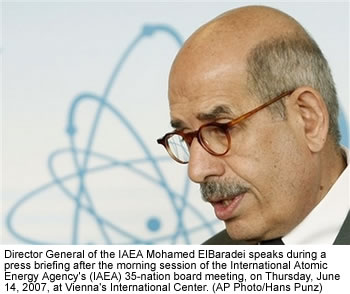 Director General of the IAEA Mohamed ElBaradei speaks during a
press briefing after the morning session of the International Atomic
Energy Agency's (IAEA) 35-nation board meeting, on Thursday, June
14, 2007, at Vienna's International Center. (AP Photo/Hans Punz)